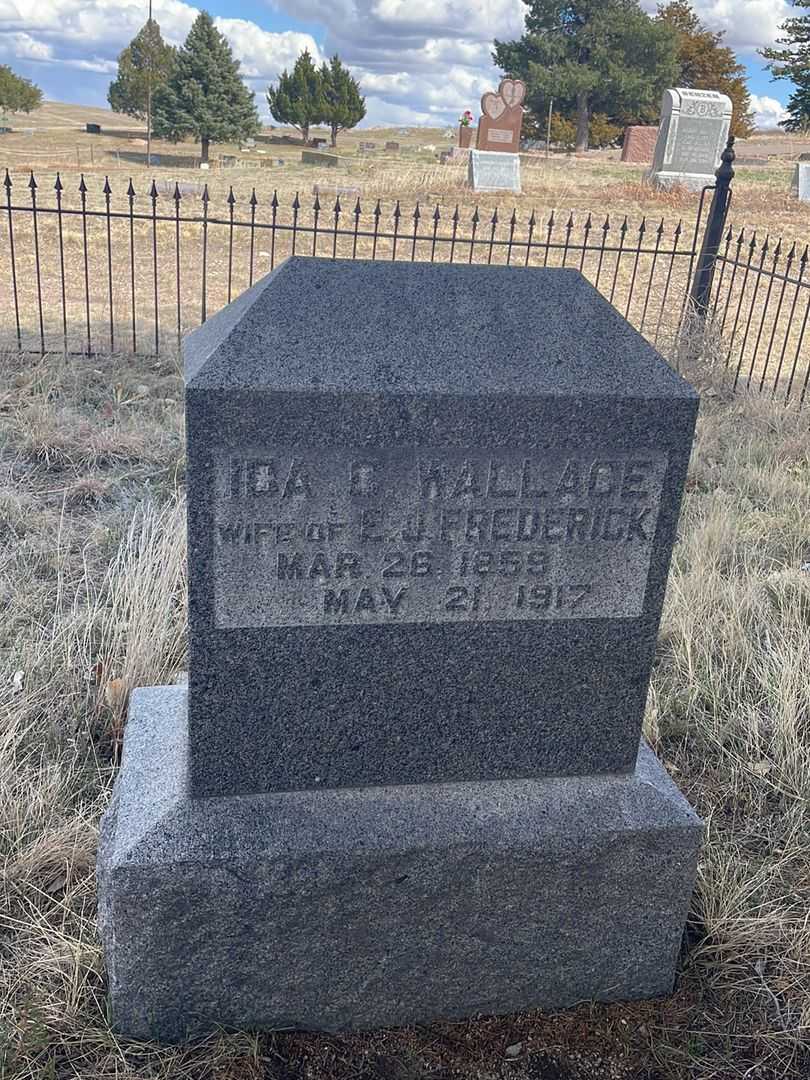 IDA C. WALLACE
WIFE OF E. J. FREDERICK
MAR. 26. 1859
MAY 21. 1917